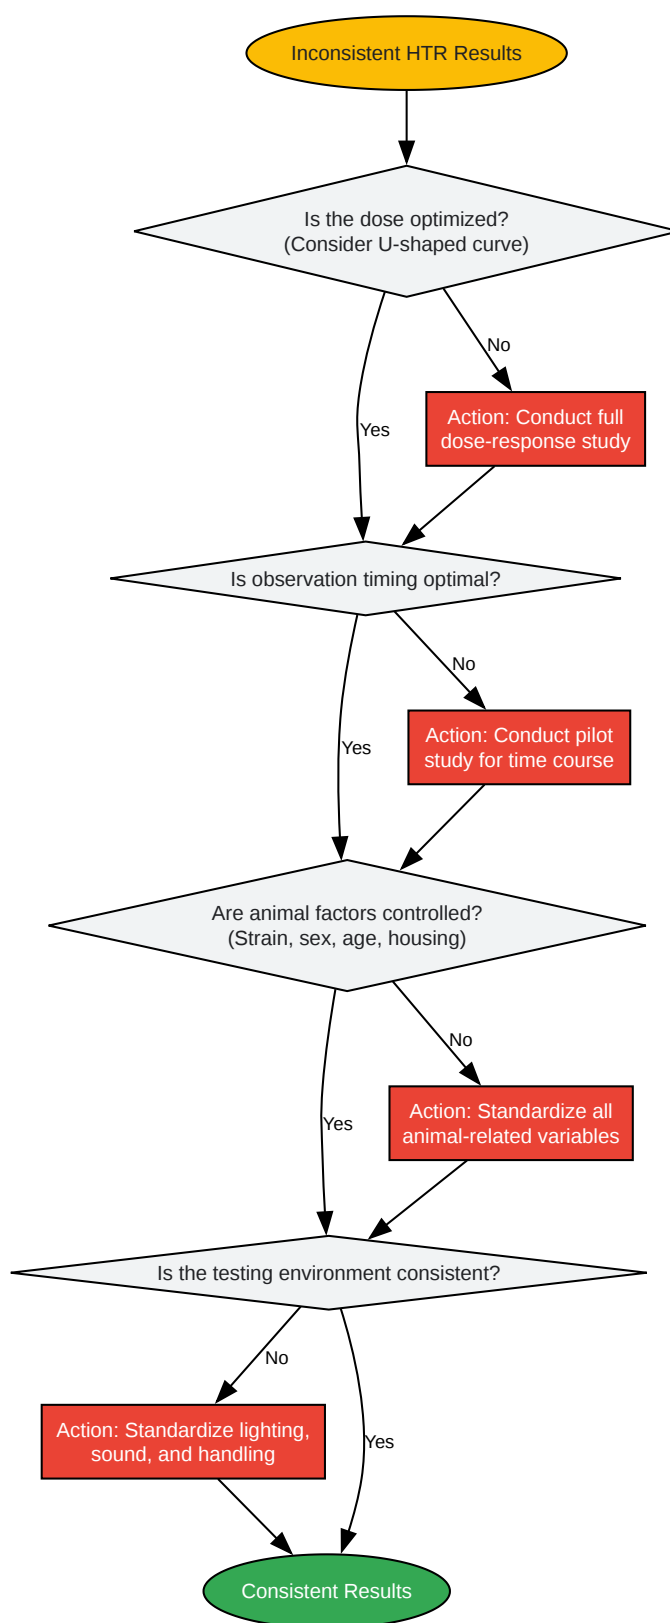 Inconsistent HTR Results
Is the dose optimized?
(Consider U-shaped curve)
No
Action: Conduct full
dose-response study
Yes
Is observation timing optimal?
No
Action: Conduct pilot
study for time course
Yes
Are animal factors controlled?
(Strain, sex, age, housing)
No
Action: Standardize all
animal-related variables
Yes
Is the testing environment consistent?
No
Action: Standardize lighting,
sound, and handling
Yes
Consistent Results